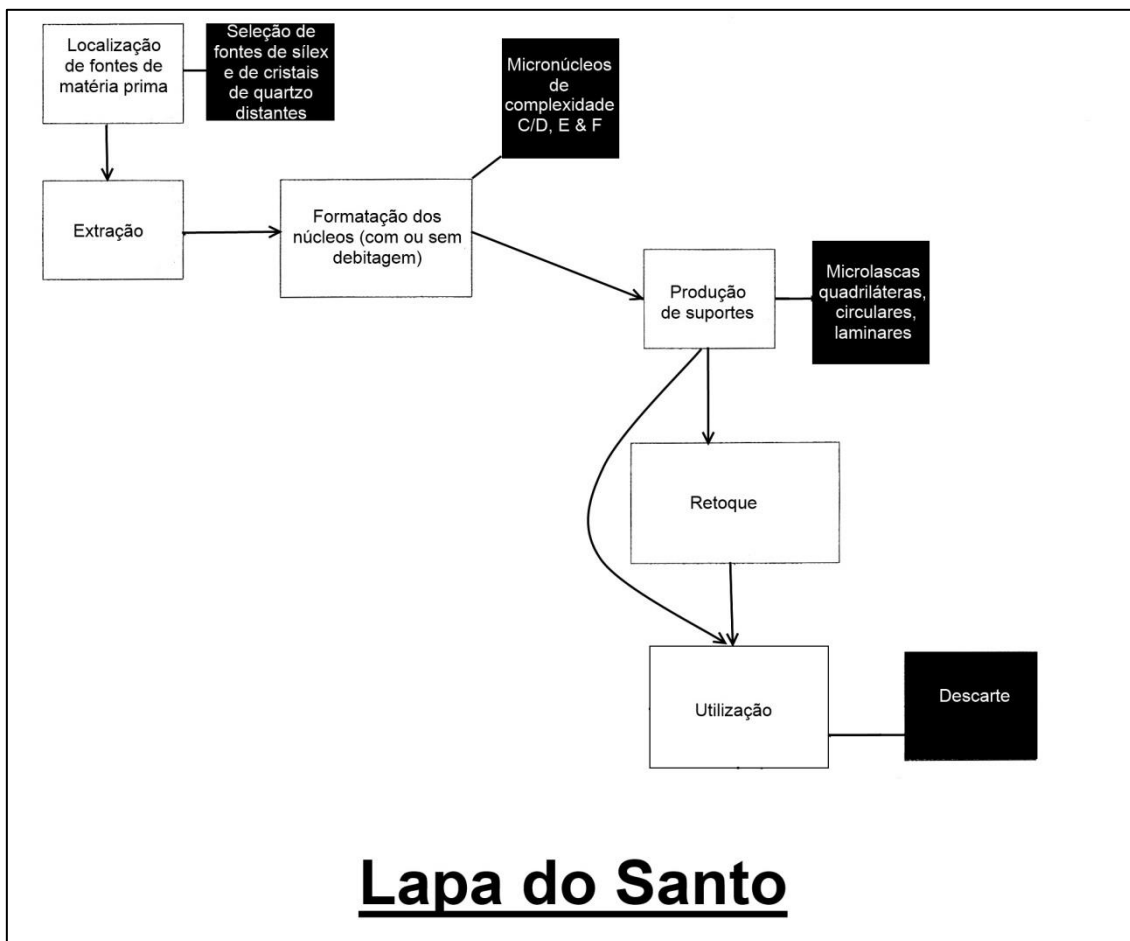 Localização
de fontes de
matéria prima
Seleção de
fontes de sílex
e de cristais
de quartzo
distantes
Micronúcleos
de
complexidade
C/D, E & F
Extração
Formatação dos
núcleos (com ou sem
debitagem)
Produção
de suportes
Microlascas
quadriláteras,
circulares,
laminares
Retoque
Utilização
Descarte
Lapa do Santo